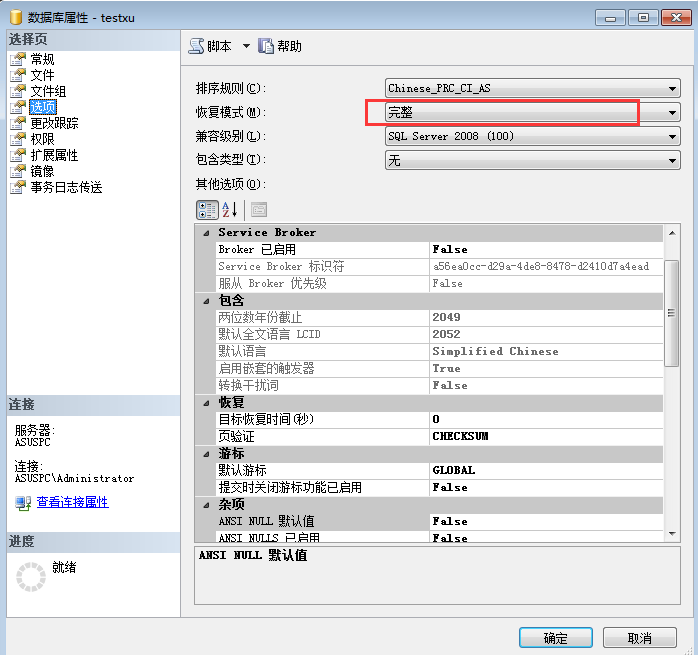 数据库属性 - testxu
选择页
常规
文件
文件组
选项
更改跟踪
权限
扩展属性
镜像
事务日志传送
连接
服务器:
ASUSPC
连接:
ASUSPC\Administrator
查看连接属性
进度
就绪
脚本 帮助
排序规则(C): Chinese_PRC_CI_AS
恢复模式(M): 完整
兼容级别(L): SQL Server 2008 (100)
包含类型(T): 无
其他选项(O):
Service Broker
Broker 已启用 False
Service Broker 标识符 a56ea0cc-d29a-4de8-8478-d2410d7a4ead
服从 Broker 优先级 False
包含
两位数年份截止 2049
默认全文语言 LCID 2052
默认语言 Simplified Chinese
启用嵌套的触发器 True
转换干扰词 False
恢复
目标恢复时间(秒) 0
页验证 CHECKSUM
游标
默认游标 GLOBAL
提交时关闭游标功能已启用 False
杂项
ANSI NULL 默认值 False
ANSI NULLS 已启用 False
ANSI NULL 默认值
确定 取消